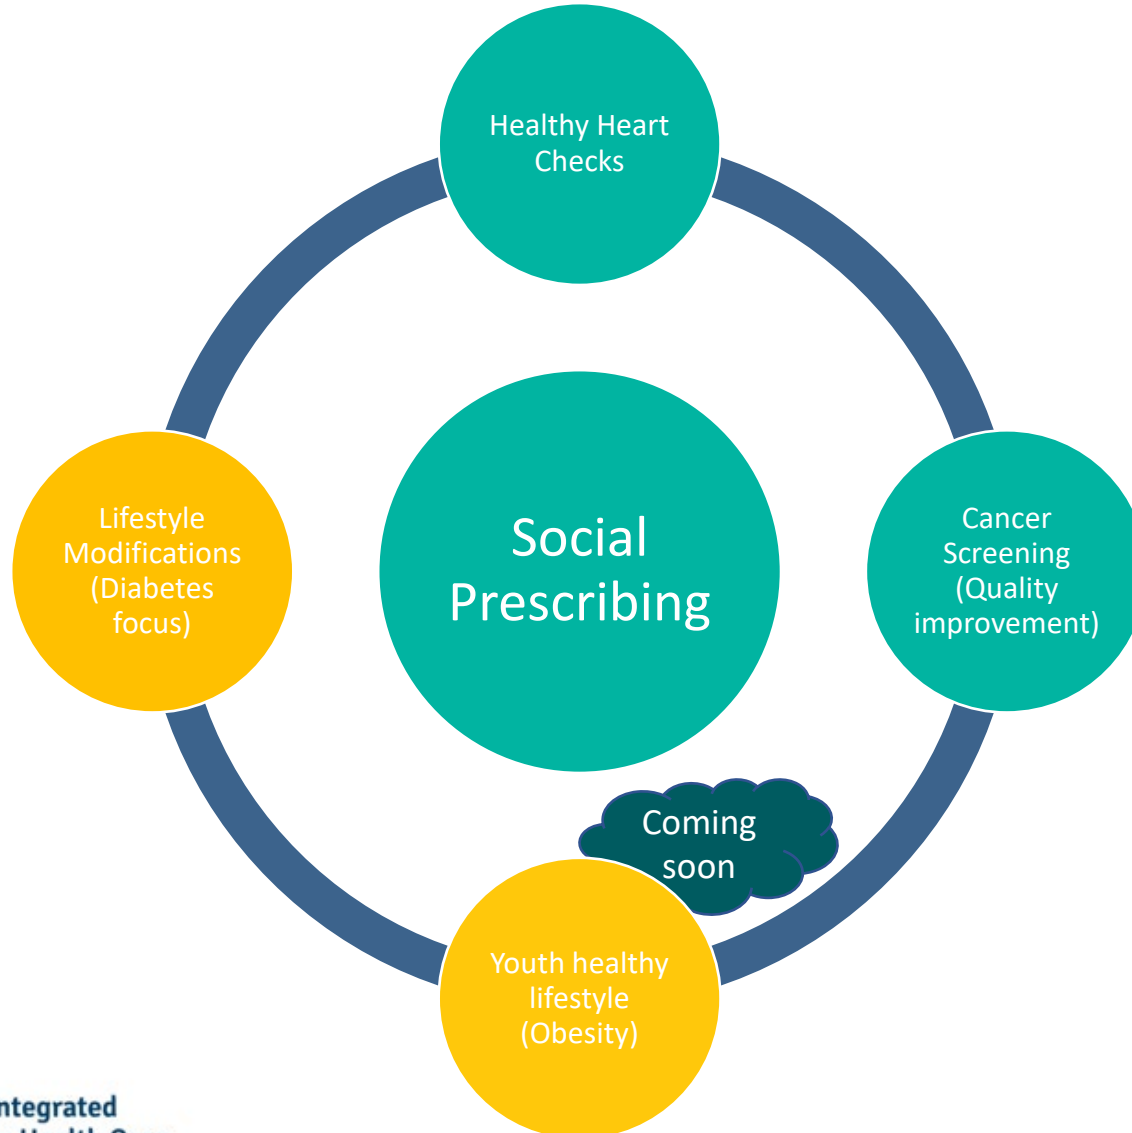 Healthy Heart
Checks
Lifestyle
Modifications
(Diabetes
focus)
Social
Prescribing
Cancer
Screening
(Quality
improvement)
Coming
soon
Youth healthy
lifestyle
(Obesity)
ntegrated